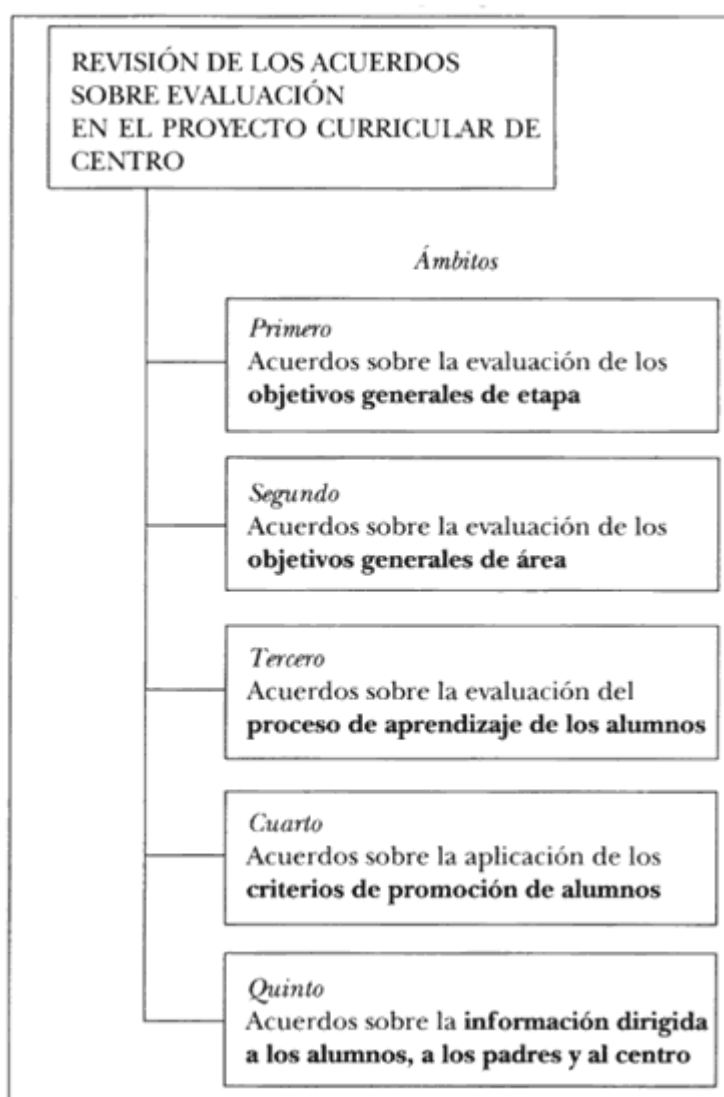 REVISIÓN DE LOS ACUERDOS
SOBRE EVALUACIÓN
EN EL PROYECTO CURRICULAR DE
CENTRO
Ámbitos
Primero
Acuerdos sobre la evaluación de los
objetivos generales de etapa
Segundo
Acuerdos sobre la evaluación de los
objetivos generales de área
Tercero
Acuerdos sobre la evaluación del
proceso de aprendizaje de los alumnos
Cuarto
Acuerdos sobre la aplicación de los
criterios de promoción de alumnos
Quinto
Acuerdos sobre la información dirigida
a los alumnos, a los padres y al centro